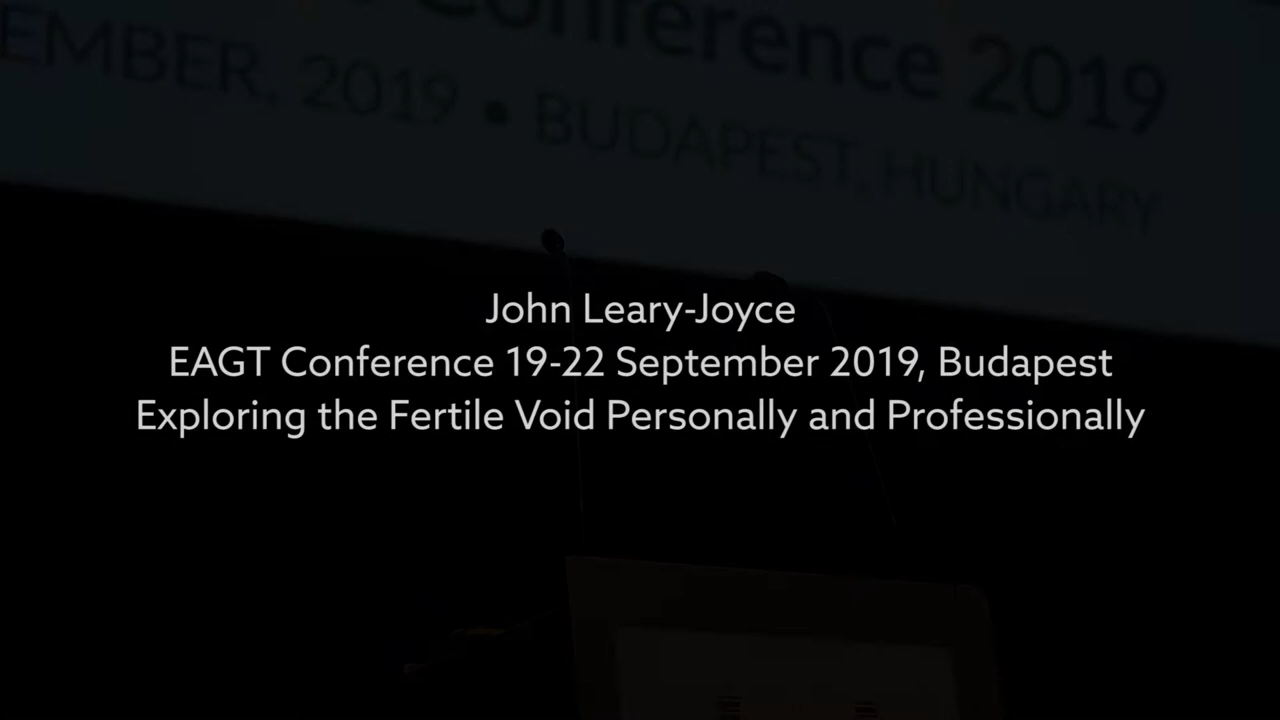 Conference 2019
EMBER, 2019 • BUDAPEST, HUNGARY
John Leary-Joyce
EAGT Conference 19-22 September 2019, Budapest
Exploring the Fertile Void Personally and Professionally